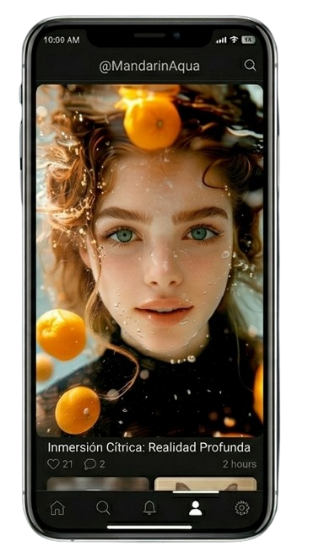 10:00 AM
@MandarinAqua
Inmersión Cítrica: Realidad Profunda
21 2 2 hours